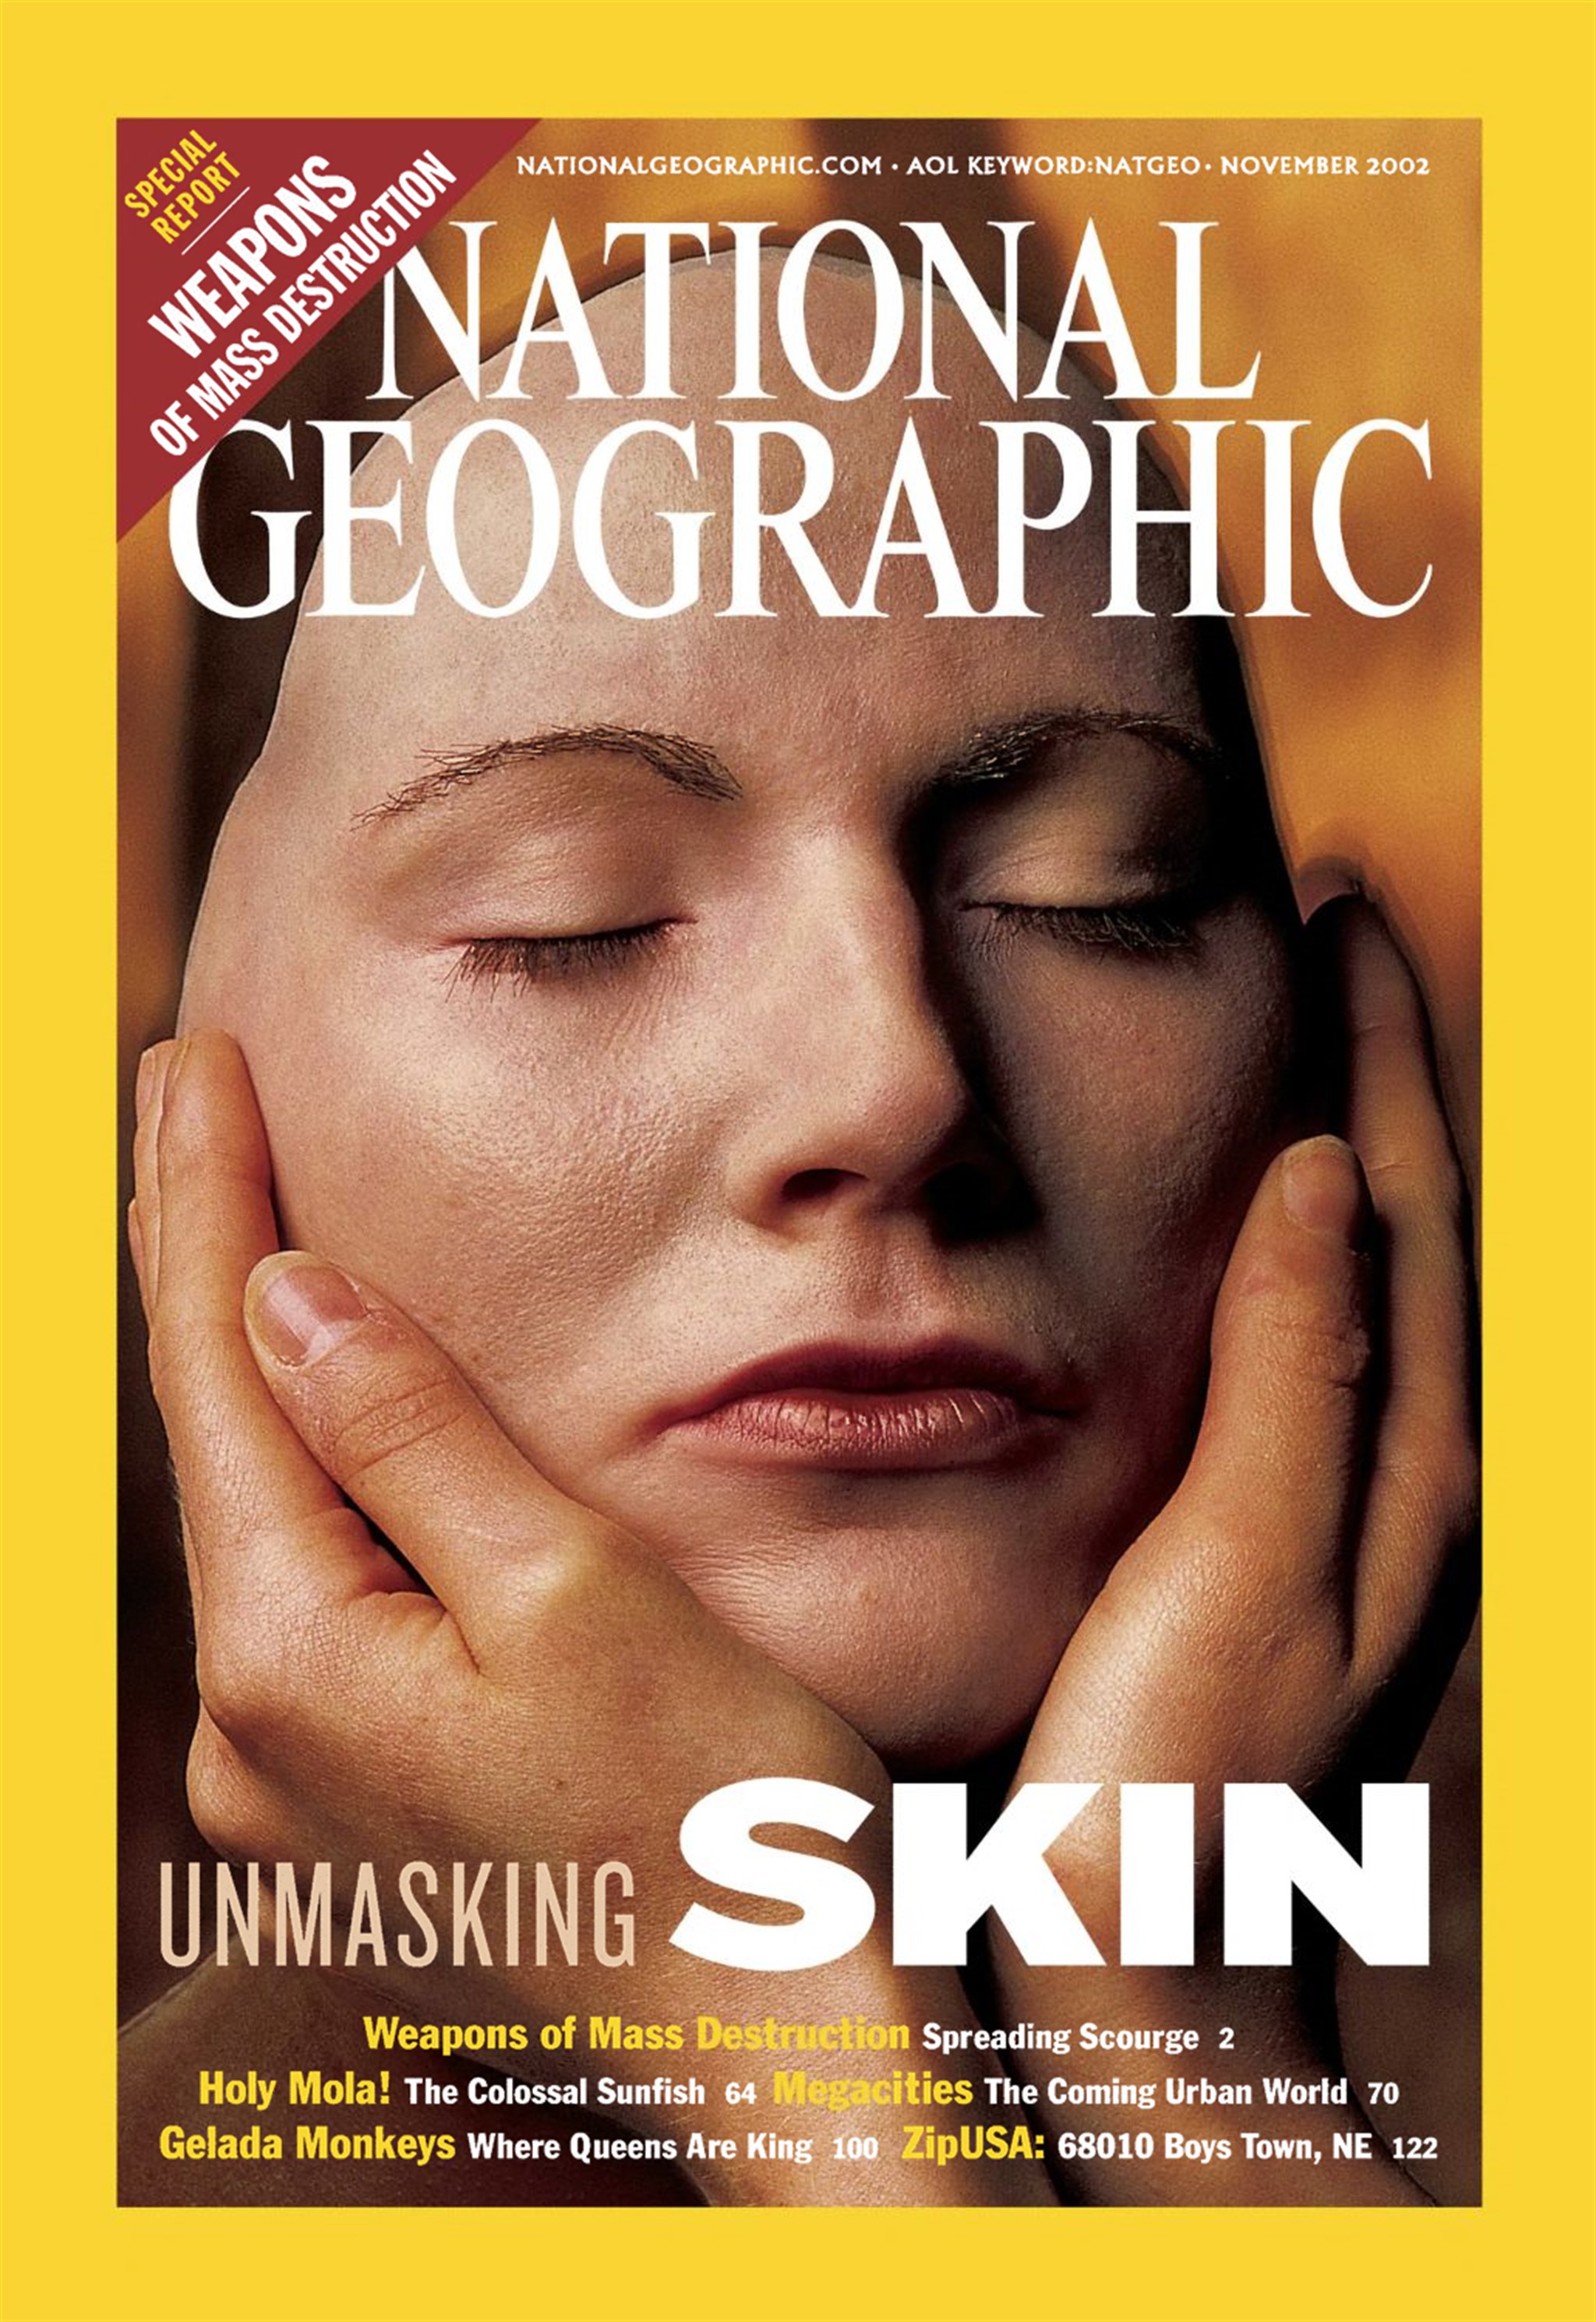 SPECIAL
REPORT
WEAPONS
OF MASS DESTRUCTION
NATIONALGEOGRAPHIC.COM • AOL KEYWORD:NATGEO • NOVEMBER 2002
NATIONAL
GEOGRAPHIC
UNMASKING SKIN
Weapons of Mass Destruction Spreading Scourge 2
Holy Mola! The Colossal Sunfish 64 Megacities The Coming Urban World 70
Gelada Monkeys Where Queens Are King 100 ZipUSA: 68010 Boys Town, NE 122